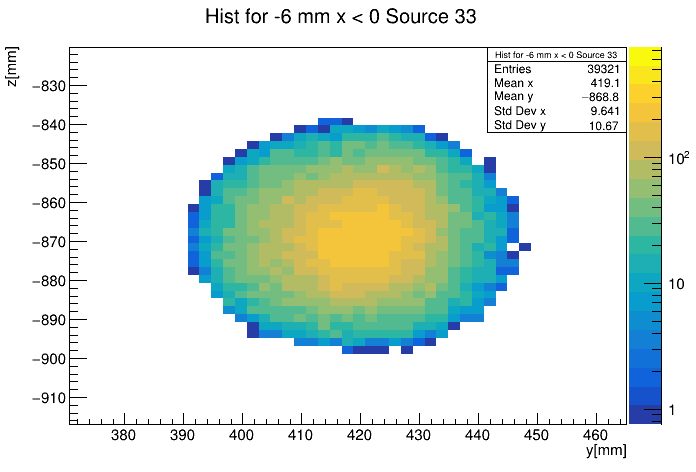 Hist for -6 mm x < 0 Source 33
z[mm]
Hist for -6 mm x < 0 Source 33
Entries 39321
Mean x 419.1
Mean y −868.8
Std Dev x 9.641
Std Dev y 10.67
−830
−840
−850
−860
−870
−880
−890
−900
−910
10²
10
1
380 390 400 410 420 430 440 450 460
y[mm]